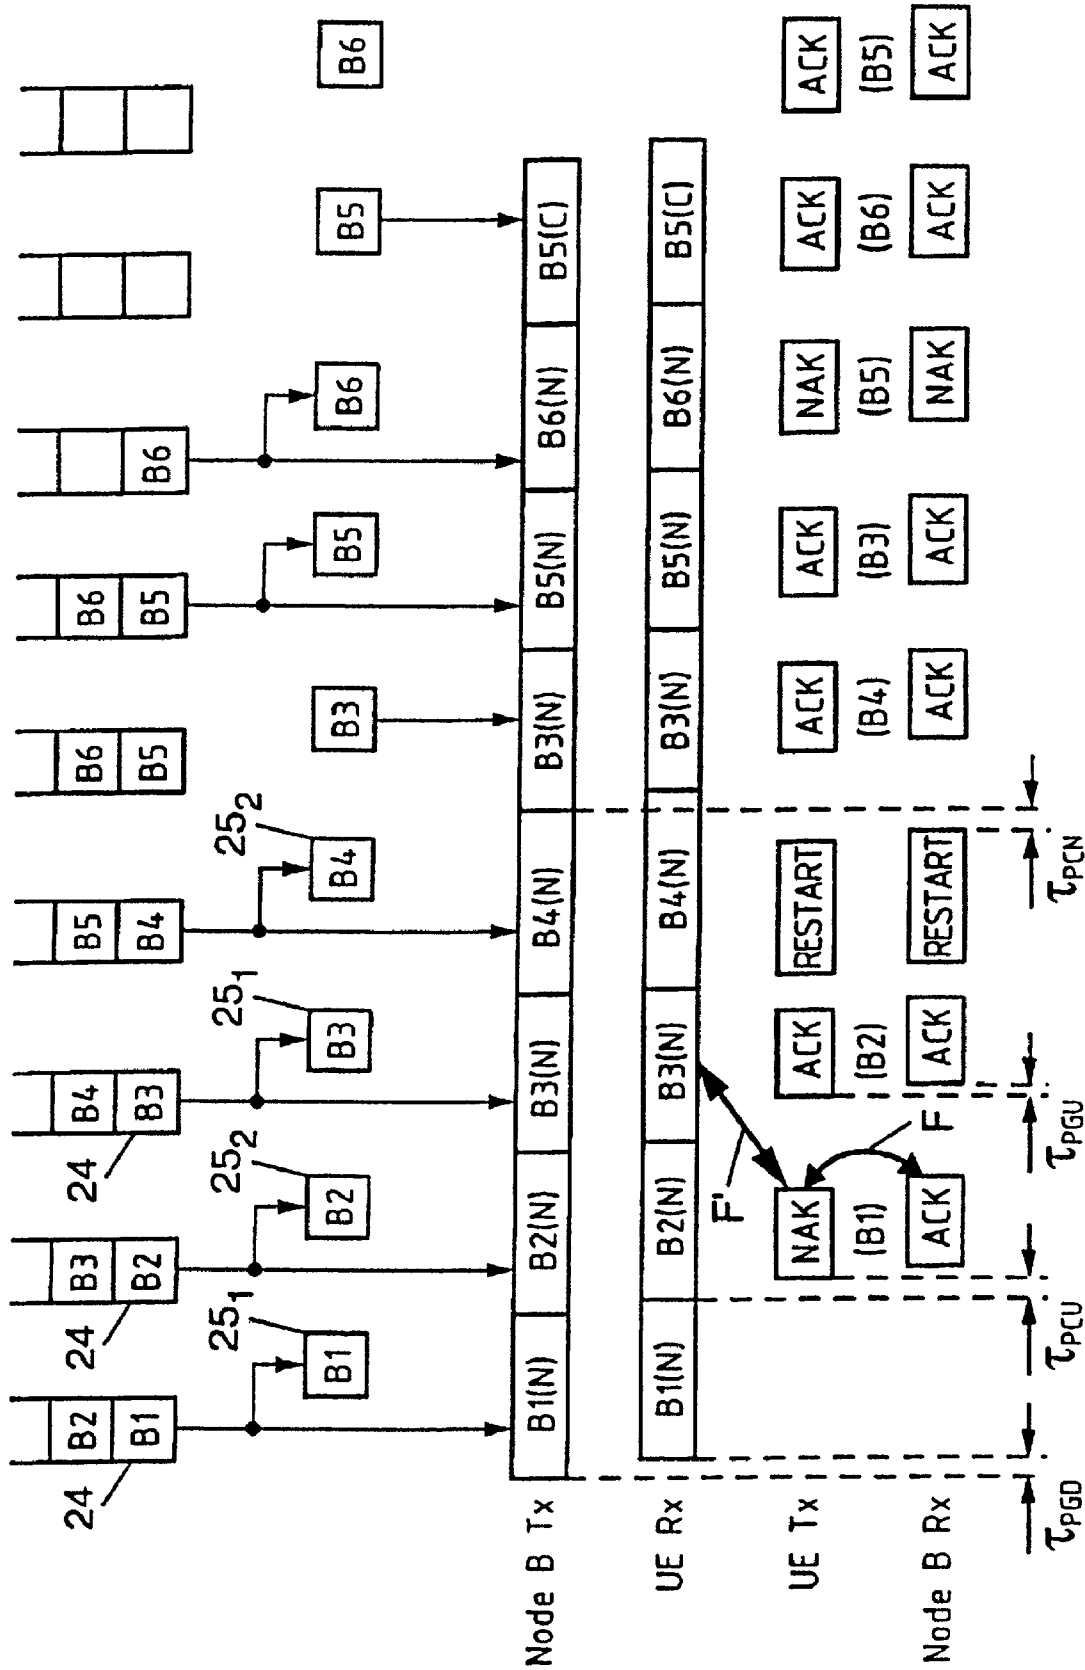 B2 B3 B4 B5 B6 B6
24 B1 24 B2 24 B3 B4 B5 B5 B6
25₁ 25₂ 25₁ 25₂
B1 B2 B3 B4 B3 B5 B6 B5 B6
Node B Tx B1(N) B2(N) B3(N) B4(N) B3(N) B5(N) B6(N) B5(C)
UE Rx B1(N) B2(N) B3(N) B4(N) B3(N) B5(N) B6(N) B5(C)
F'
UE Tx NAK ACK RESTART ACK ACK NAK ACK ACK
(B1) (B2) (B4) (B3) (B5) (B6) (B5)
F
Node B Rx ACK ACK RESTART ACK ACK NAK ACK ACK
τPGD τPCU τPGU τPCN